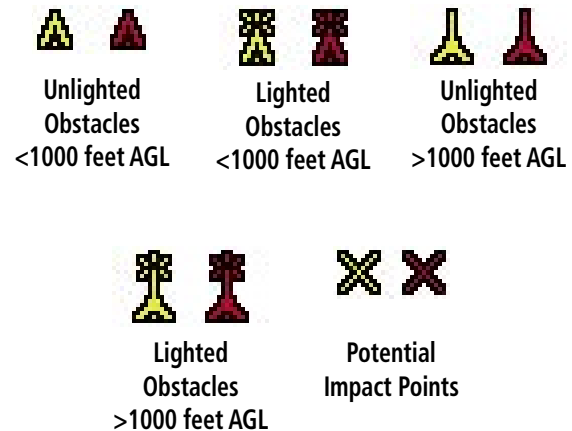 Unlighted
Obstacles
<1000 feet AGL
Lighted
Obstacles
<1000 feet AGL
Unlighted
Obstacles
>1000 feet AGL
Lighted
Obstacles
>1000 feet AGL
Potential
Impact Points